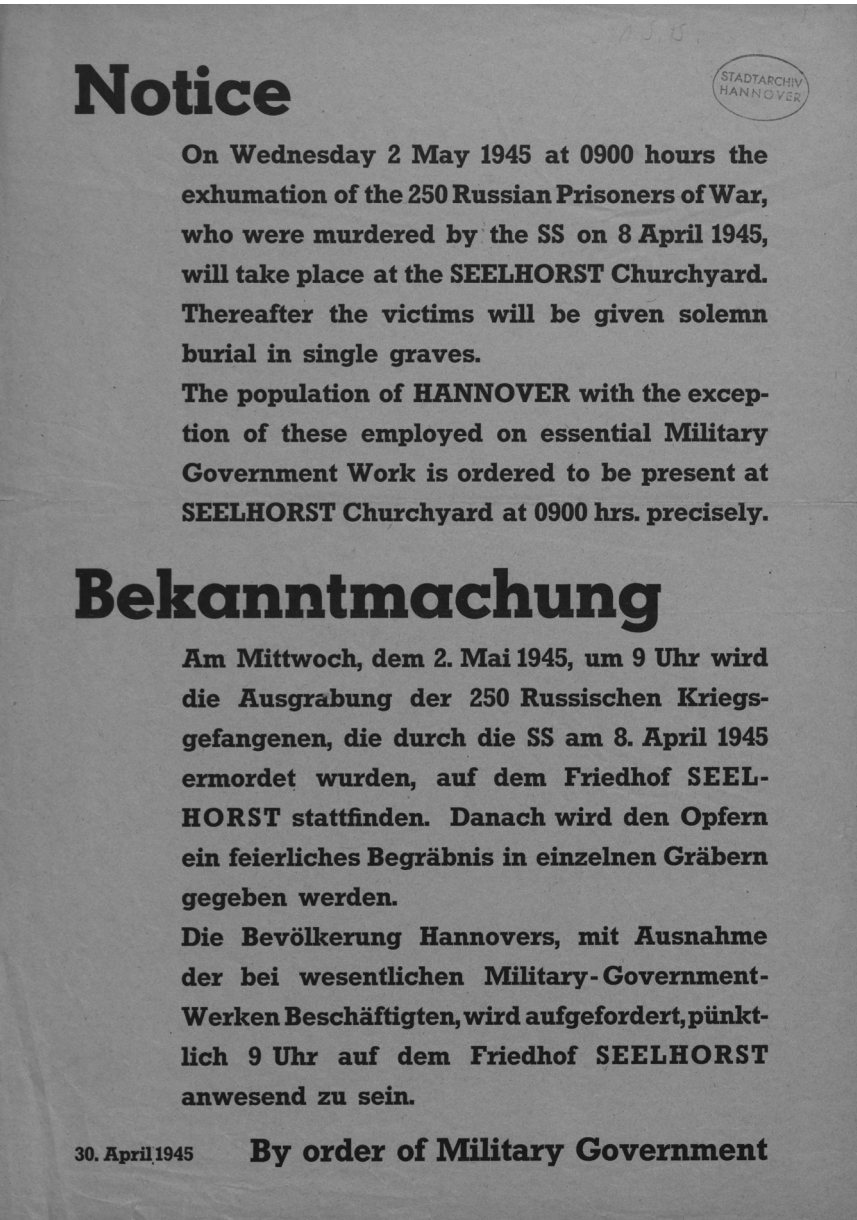 Notice
STADTARCHIV
HANNOVER
On Wednesday 2 May 1945 at 0900 hours the
exhumation of the 250 Russian Prisoners of War,
who were murdered by the SS on 8 April 1945,
will take place at the SEELHORST Churchyard.
Thereafter the victims will be given solemn
burial in single graves.
The population of HANNOVER with the excep-
tion of these employed on essential Military
Government Work is ordered to be present at
SEELHORST Churchyard at 0900 hrs. precisely.
Bekanntmachung
Am Mittwoch, dem 2. Mai 1945, um 9 Uhr wird
die Ausgrabung der 250 Russischen Kriegs-
gefangenen, die durch die SS am 8. April 1945
ermordet wurden, auf dem Friedhof SEEL-
HORST stattfinden. Danach wird den Opfern
ein feierliches Begräbnis in einzelnen Gräbern
gegeben werden.
Die Bevölkerung Hannovers, mit Ausnahme
der bei wesentlichen Military-Government-
Werken Beschäftigten, wird aufgefordert, pünkt-
lich 9 Uhr auf dem Friedhof SEELHORST
anwesend zu sein.
30. April 1945 By order of Military Government